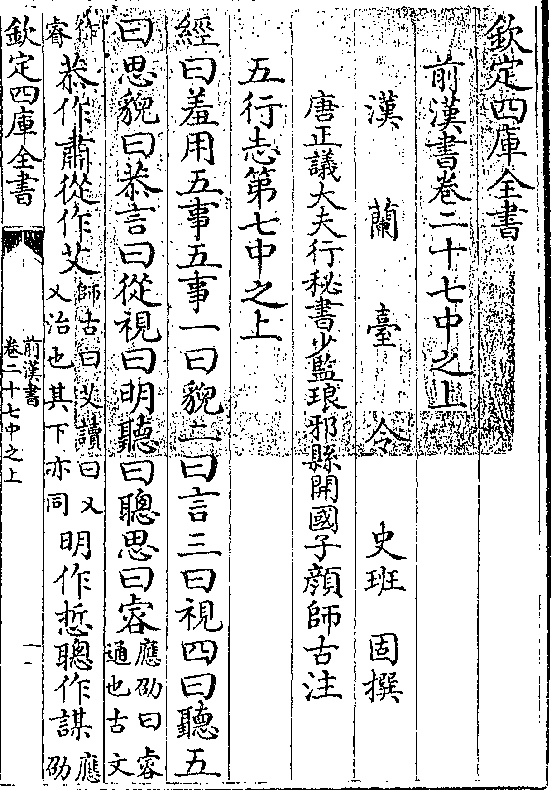 欽定四庫全書
前漢書卷二十七中之上
漢蘭臺令史班固撰
唐正議大夫行秘書少監琅邪縣開國子顔師古注
五行志第七中之上
經曰羞用五事五事一曰貌二曰言三曰視四曰聽五
曰思貌曰恭言曰從視曰明聽曰聰思曰㝐應劭曰㝐通也古文
作睿恭作肅從作艾師古曰艾讀曰乂乂治也其下亦同明作悊聰作謀應劭
欽定四庫全書
前漢書
卷二十七中之上
一